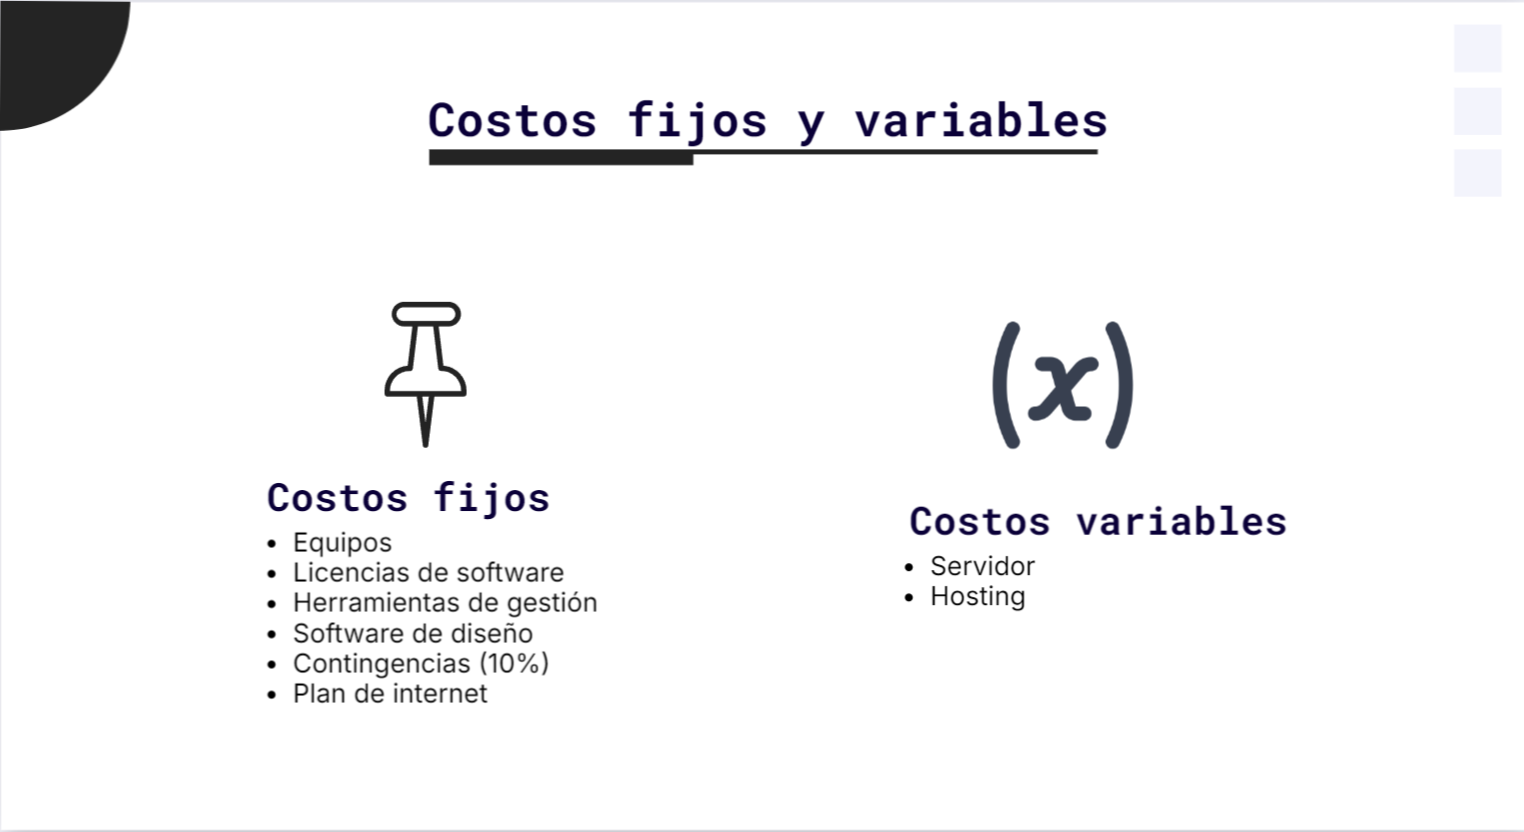 Costos fijos y variables
Costos fijos
• Equipos
• Licencias de software
• Herramientas de gestión
• Software de diseño
• Contingencias (10%)
• Plan de internet
(x)
Costos variables
• Servidor
• Hosting